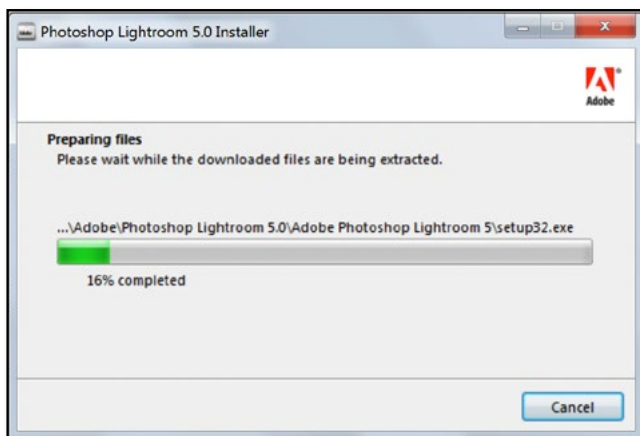 Photoshop Lightroom 5.0 Installer
Adobe
Preparing files
Please wait while the downloaded files are being extracted.
...\Adobe\Photoshop Lightroom 5.0\Adobe Photoshop Lightroom 5\setup32.exe
16% completed
Cancel